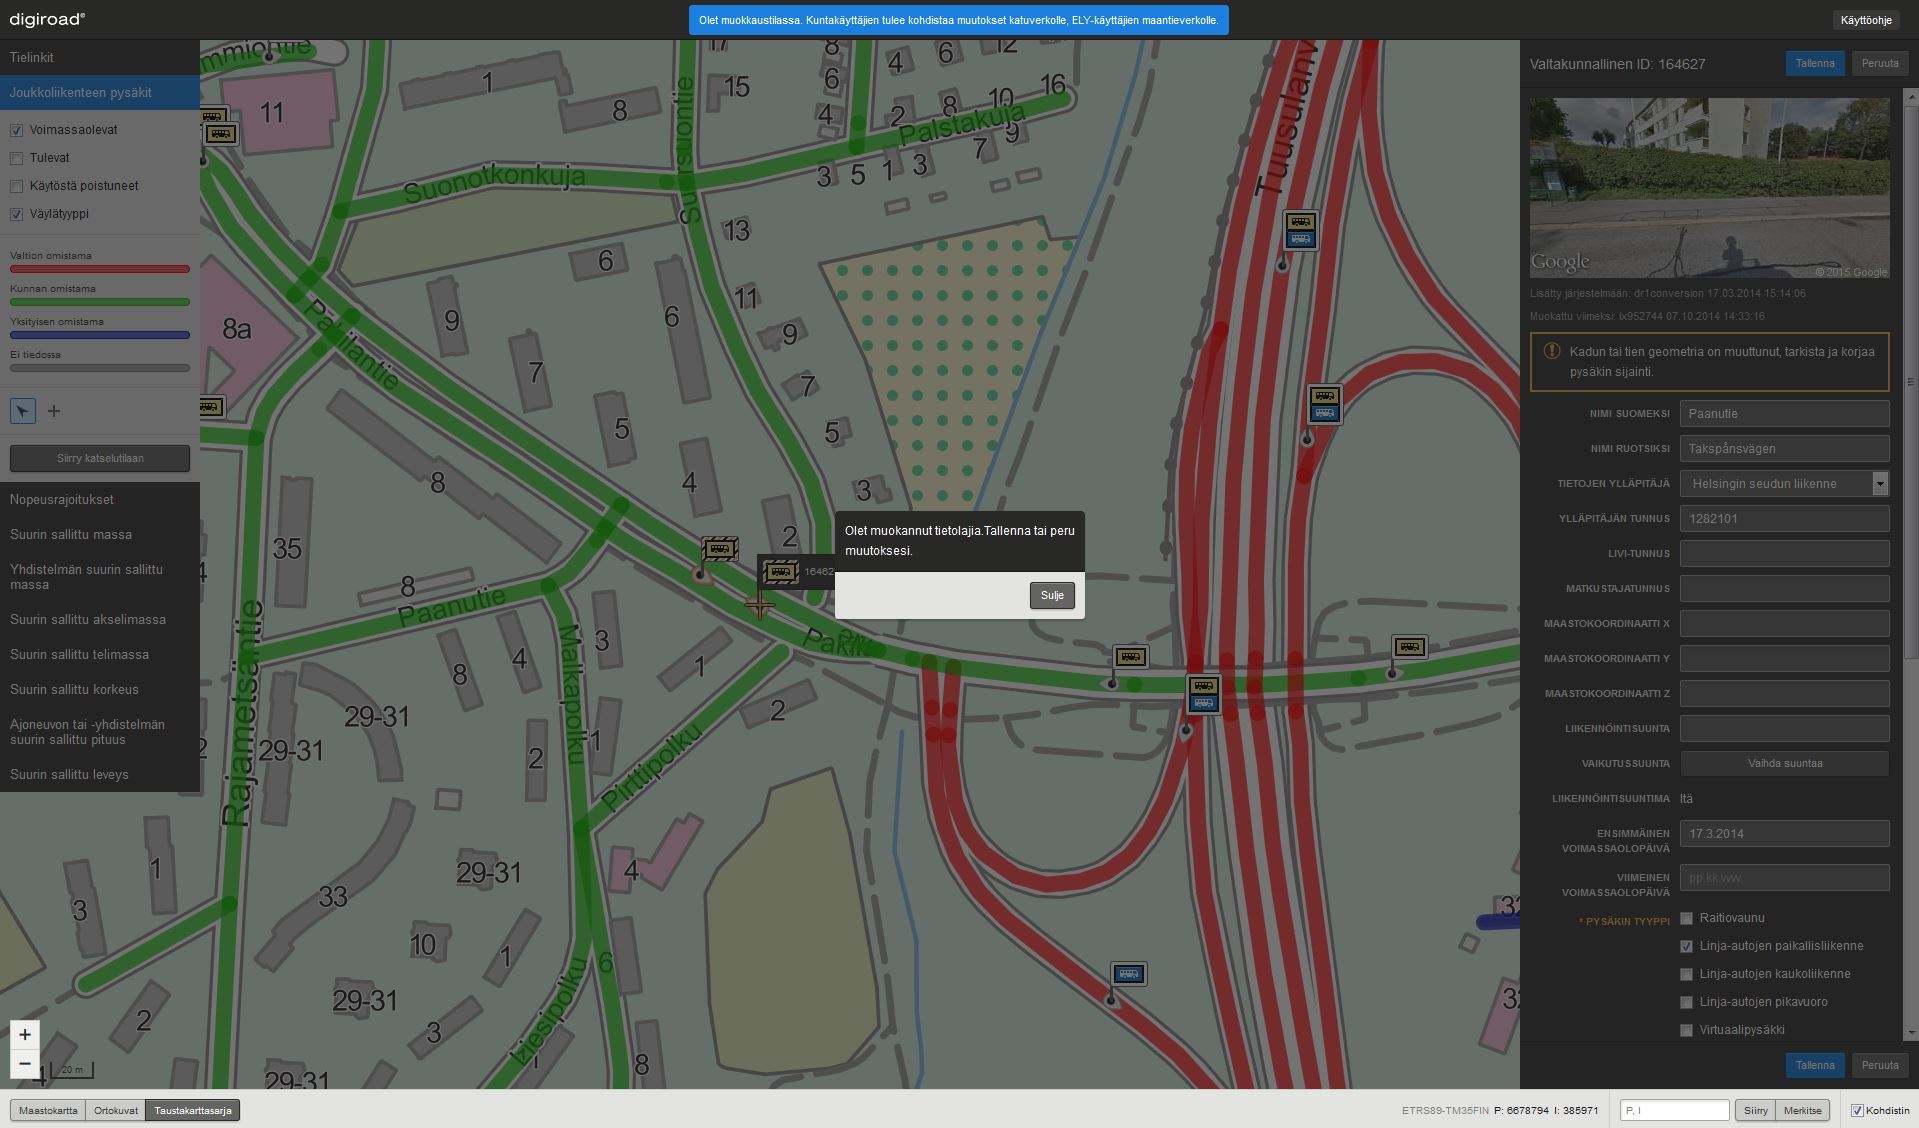 digiroad®
Olet muokkaustilassa. Kuntakäyttäjien tulee kohdistaa muutokset katuverkolle, ELY-käyttäjien maantieverkolle.
Käyttöohje
Tielinkit
Joukkoliikenteen pysäkit
Voimassaolevat
Tulevat
Käytöstä poistuneet
Väylätyyppi
Valtion omistama
Kunnan omistama
Yksityisen omistama
Ei tiedossa
Siirry katselutilaan
Nopeusrajoitukset
Suurin sallittu massa
Yhdistelmän suurin sallittu
massa
Suurin sallittu akselimassa
Suurin sallittu telimassa
Suurin sallittu korkeus
Ajoneuvon tai -yhdistelmän
suurin sallittu pituus
Suurin sallittu leveys
17
8
6
4
6
12
1
8
15
6
4
2
8
10
16
Palstakuja
9
7
3
5
1
3
11
Suonotkonkuja
Suursuontie
Tuusulanv
13
6
11
9
7
5
3
6
9
7
5
4
2
8a
Pakilantie
8
35
8
Paanutie
Rajametsäntie
Maikapolku
3
4
8
1
2
29-31
29-31
2
1
Pirttipolku
4
29-31
33
1
3
10
1
6
29-31
3
2
8
29-31
4
Olet muokannut tietolajia.Tallenna tai peru
muutoksesi.
Sulje
20 m
Valtakunnallinen ID: 164627
Tallenna
Peruuta
Google
© 2015 Google
Lisätty järjestelmään: dr1conversion 17.03.2014 15:14:06
Muokattu viimeksi: lx952744 07.10.2014 14:33:16
Kadun tai tien geometria on muuttunut, tarkista ja korjaa
pysäkin sijainti.
NIMI SUOMEKSI
Paanutie
NIMI RUOTSIKSI
Takspånsvägen
TIETOJEN YLLÄPITÄJÄ
Helsingin seudun liikenne
YLLÄPITÄJÄN TUNNUS
1282101
LIVI-TUNNUS
MATKUSTAJATUNNUS
MAASTOKOORDINAATTI X
MAASTOKOORDINAATTI Y
MAASTOKOORDINAATTI Z
LIIKENNÖINTISUUNTA
VAIKUTUSSUUNTA
Vaihda suuntaa
LIIKENNÖINTISUUNTIMA
Itä
ENSIMMÄINEN
VOIMASSAOLOPÄIVÄ
17.3.2014
VIIMEINEN
VOIMASSAOLOPÄIVÄ
pp.kk.vvvv
* PYSÄKIN TYYPPI
Raitiovaunu
Linja-autojen paikallisliikenne
Linja-autojen kaukoliikenne
Linja-autojen pikavuoro
Virtuaalipysäkki
Tallenna
Peruuta
Maastokartta
Ortokuvat
Taustakarttasarja
ETRS89-TM35FIN P: 6678794 I: 385971
P, I
Siirry
Merkitse
Kohdistin